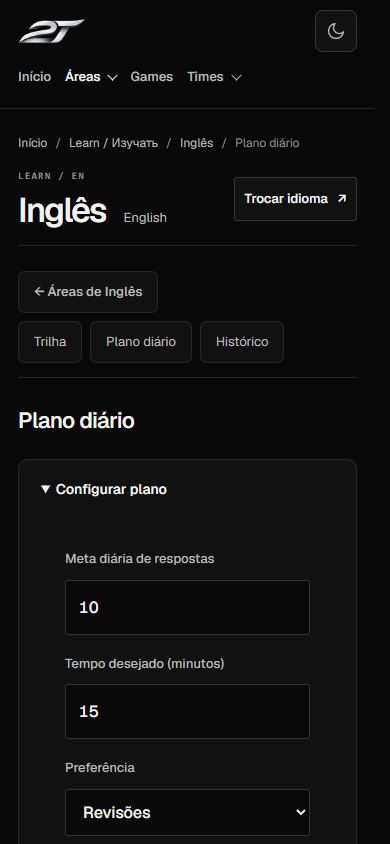 2T
Início Áreas Games Times
Início / Learn / Изучать / Inglês / Plano diário
LEARN / EN
Inglês English
Trocar idioma ↗
← Áreas de Inglês
Trilha Plano diário Histórico
Plano diário
▼ Configurar plano
Meta diária de respostas
10
Tempo desejado (minutos)
15
Preferência
Revisões